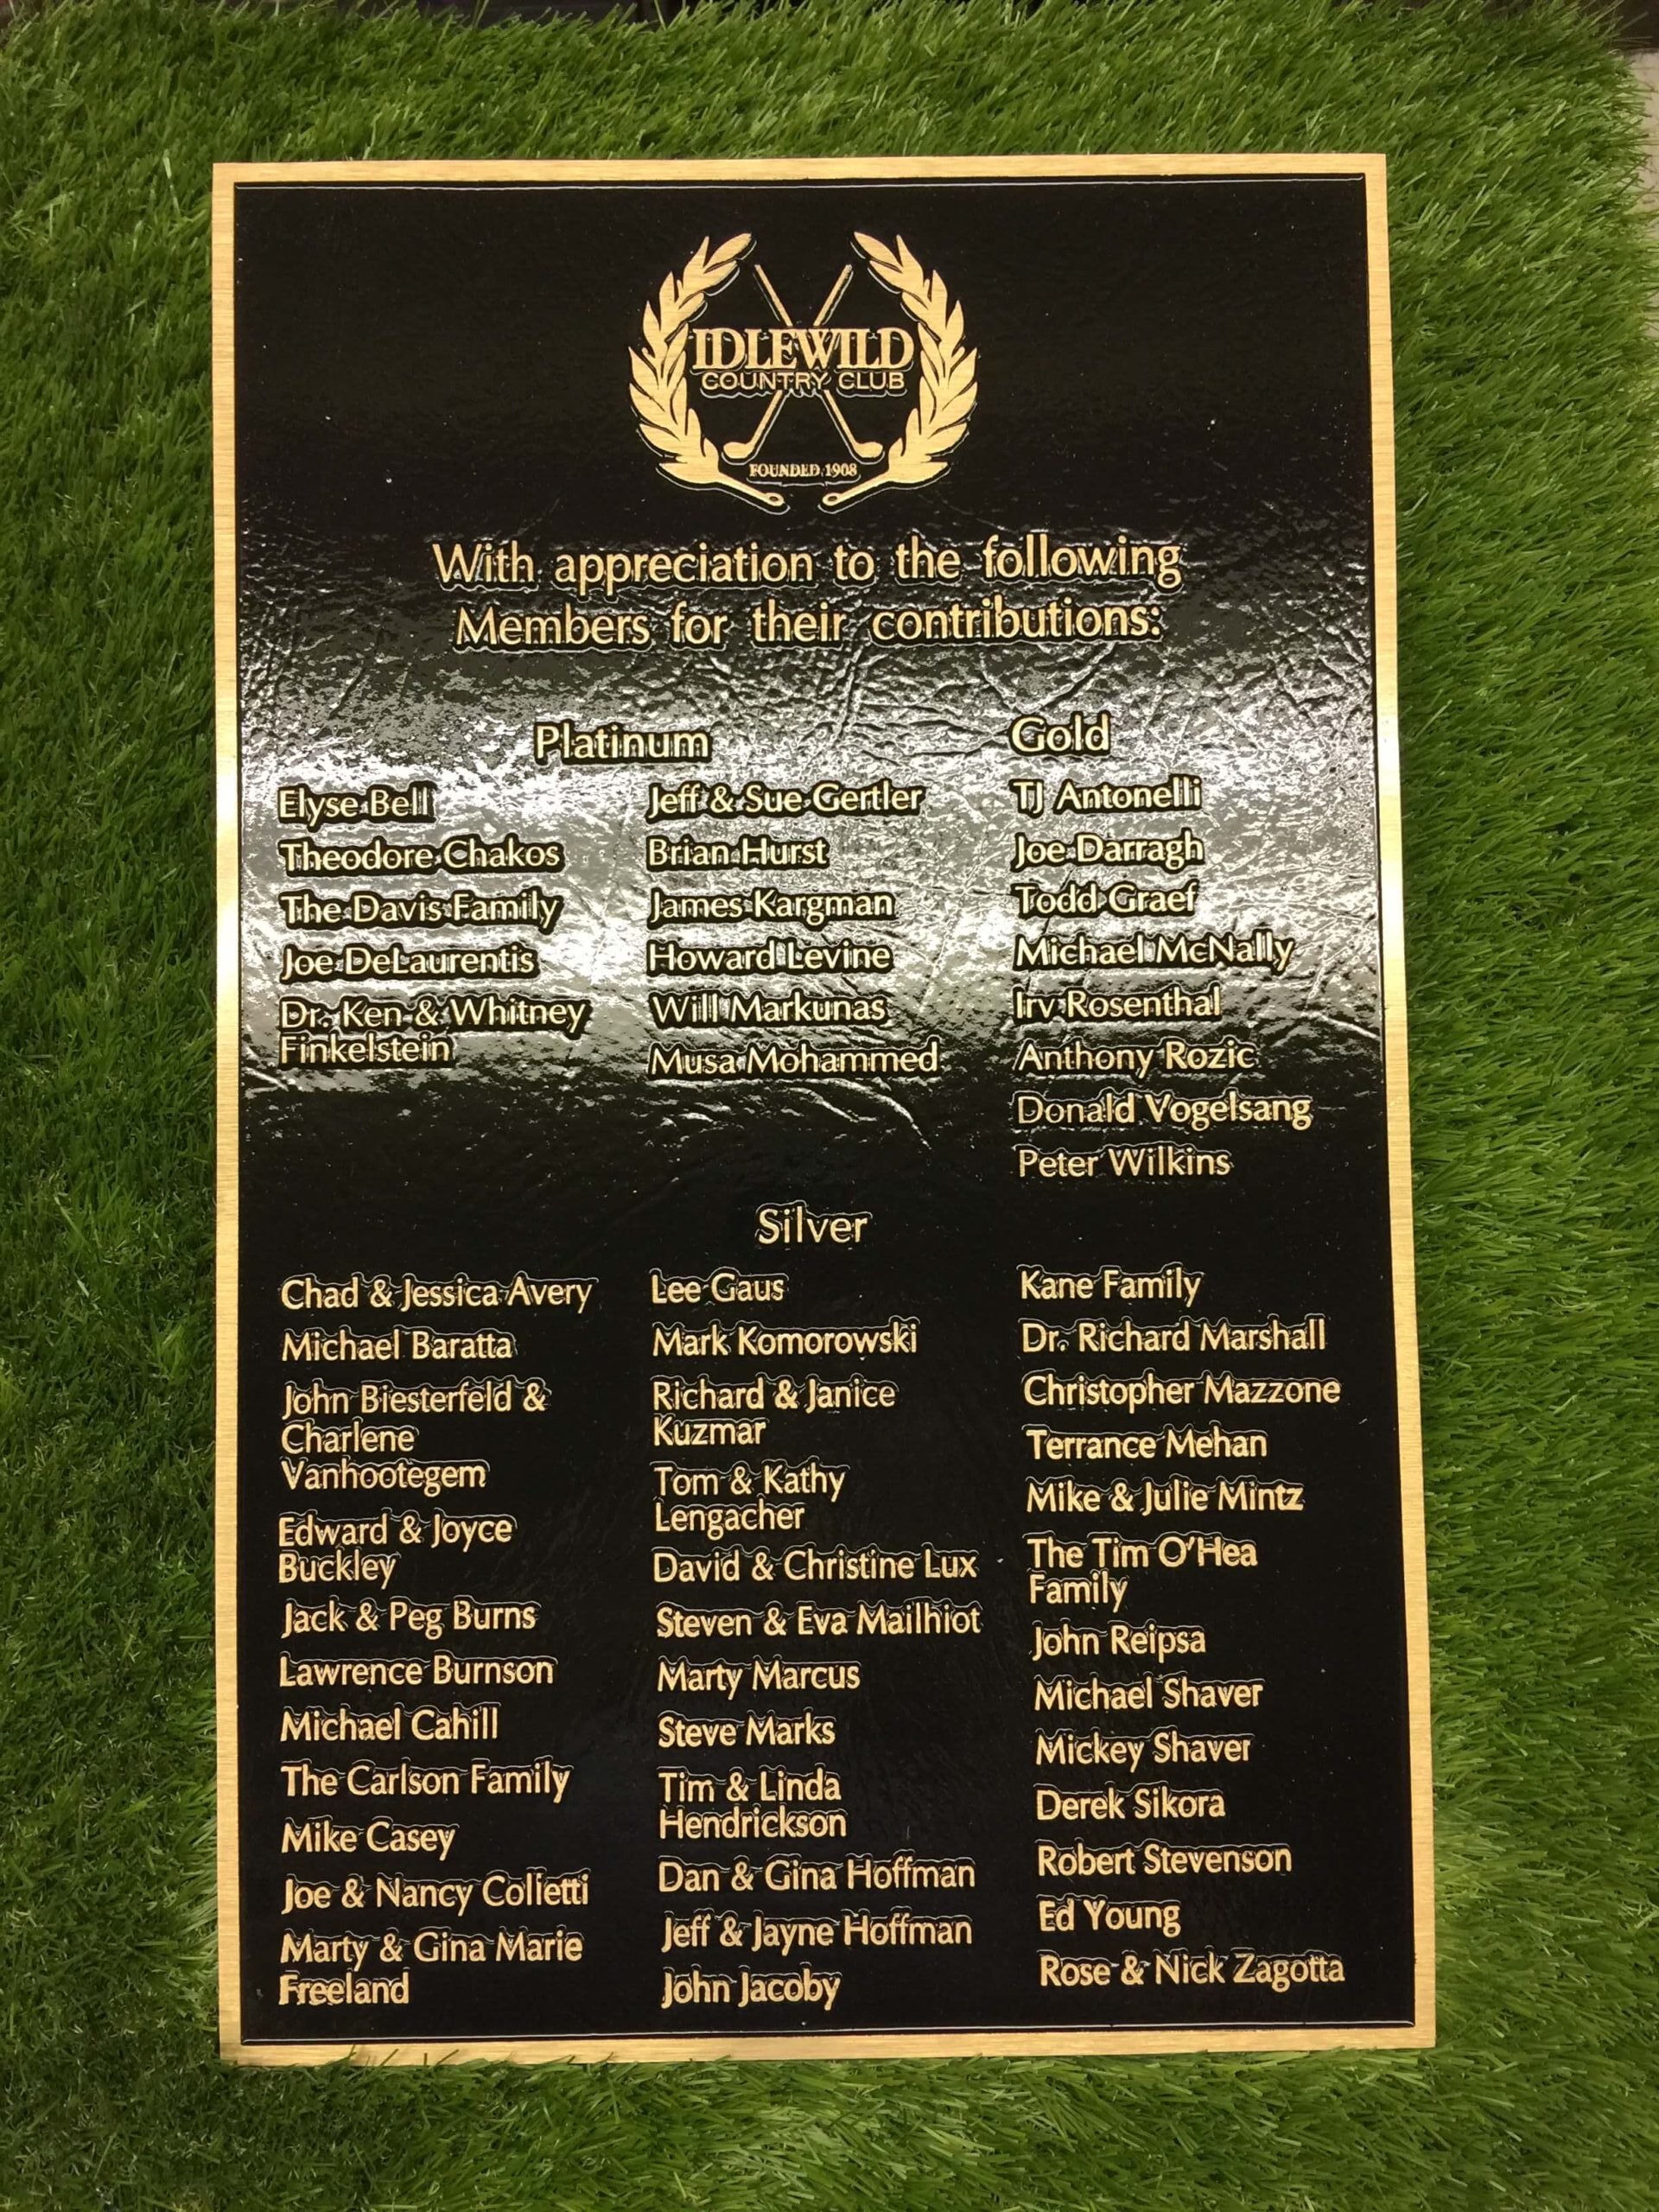 IDLEWILD
COUNTRY CLUB
FOUNDED 1908
With appreciation to the following
Members for their contributions:
Platinum
Elyse Bell
Theodore Chakos
The Davis Family
Joe DeLaurentis
Dr. Ken & Whitney
Finkelstein
Jeff & Sue Gertler
Brian Hurst
James Kargman
Howard Levine
Will Markunas
Musa Mohammed
Gold
TJ Antonelli
Joe Darragh
Todd Graef
Michael McNally
Irv Rosenthal
Anthony Rozic
Donald Vogelsang
Peter Wilkins
Silver
Chad & Jessica Avery
Michael Baratta
John Biesterfeld &
Charlene
Vanhootegem
Edward & Joyce
Buckley
Jack & Peg Burns
Lawrence Burnson
Michael Cahill
The Carlson Family
Mike Casey
Joe & Nancy Colletti
Marty & Gina Marie
Freeland
Lee Gaus
Mark Komorowski
Richard & Janice
Kuzmar
Tom & Kathy
Lengacher
David & Christine Lux
Steven & Eva Mailhiot
Marty Marcus
Steve Marks
Tim & Linda
Hendrickson
Dan & Gina Hoffman
Jeff & Jayne Hoffman
John Jacoby
Kane Family
Dr. Richard Marshall
Christopher Mazzone
Terrance Mehan
Mike & Julie Mintz
The Tim O'Hea
Family
John Reipsa
Michael Shaver
Mickey Shaver
Derek Sikora
Robert Stevenson
Ed Young
Rose & Nick Zagotta